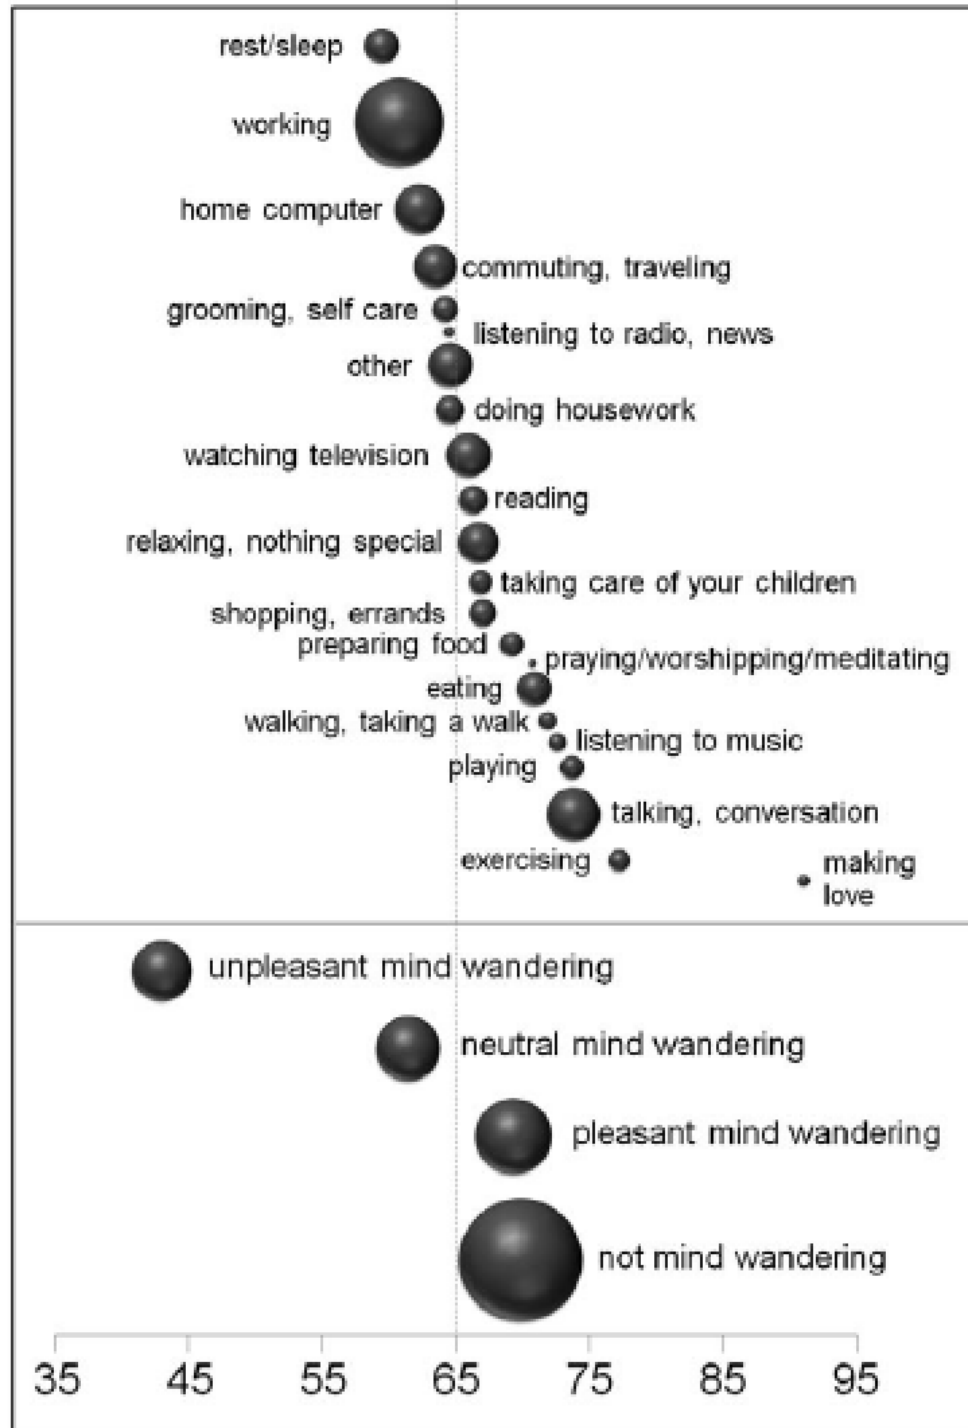 rest/sleep
working
home computer
commuting, traveling
grooming, self care
listening to radio, news
other
doing housework
watching television
reading
relaxing, nothing special
taking care of your children
shopping, errands
preparing food
praying/worshipping/meditating
eating
walking, taking a walk
listening to music
playing
talking, conversation
exercising
making
love
unpleasant mind wandering
neutral mind wandering
pleasant mind wandering
not mind wandering
35 45 55 65 75 85 95